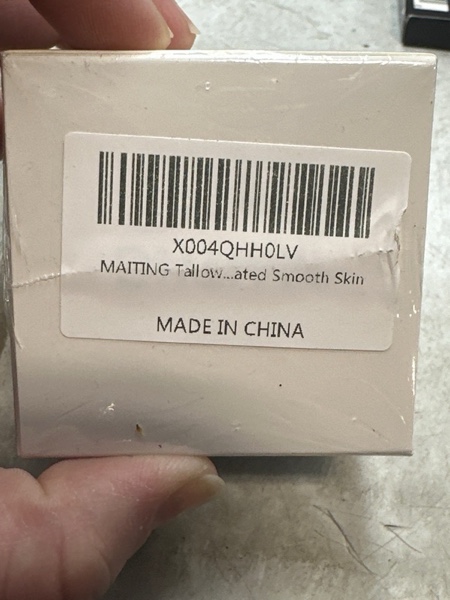 X004QHH0LV
MAITING Tallow...ated Smooth Skin
MADE IN CHINA